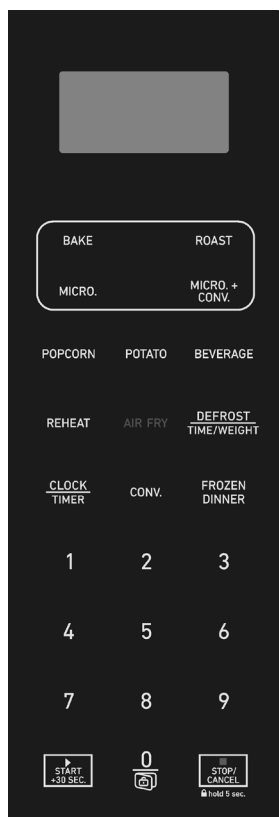 BAKE ROAST
MICRO. MICRO. +
CONV.
POPCORN POTATO BEVERAGE
REHEAT AIR FRY DEFROST
TIME/WEIGHT
CLOCK
TIMER
CONV.
FROZEN
DINNER
1 2 3
4 5 6
7 8 9
START
+30 SEC.
0
STOP/
CANCEL
hold 5 sec.